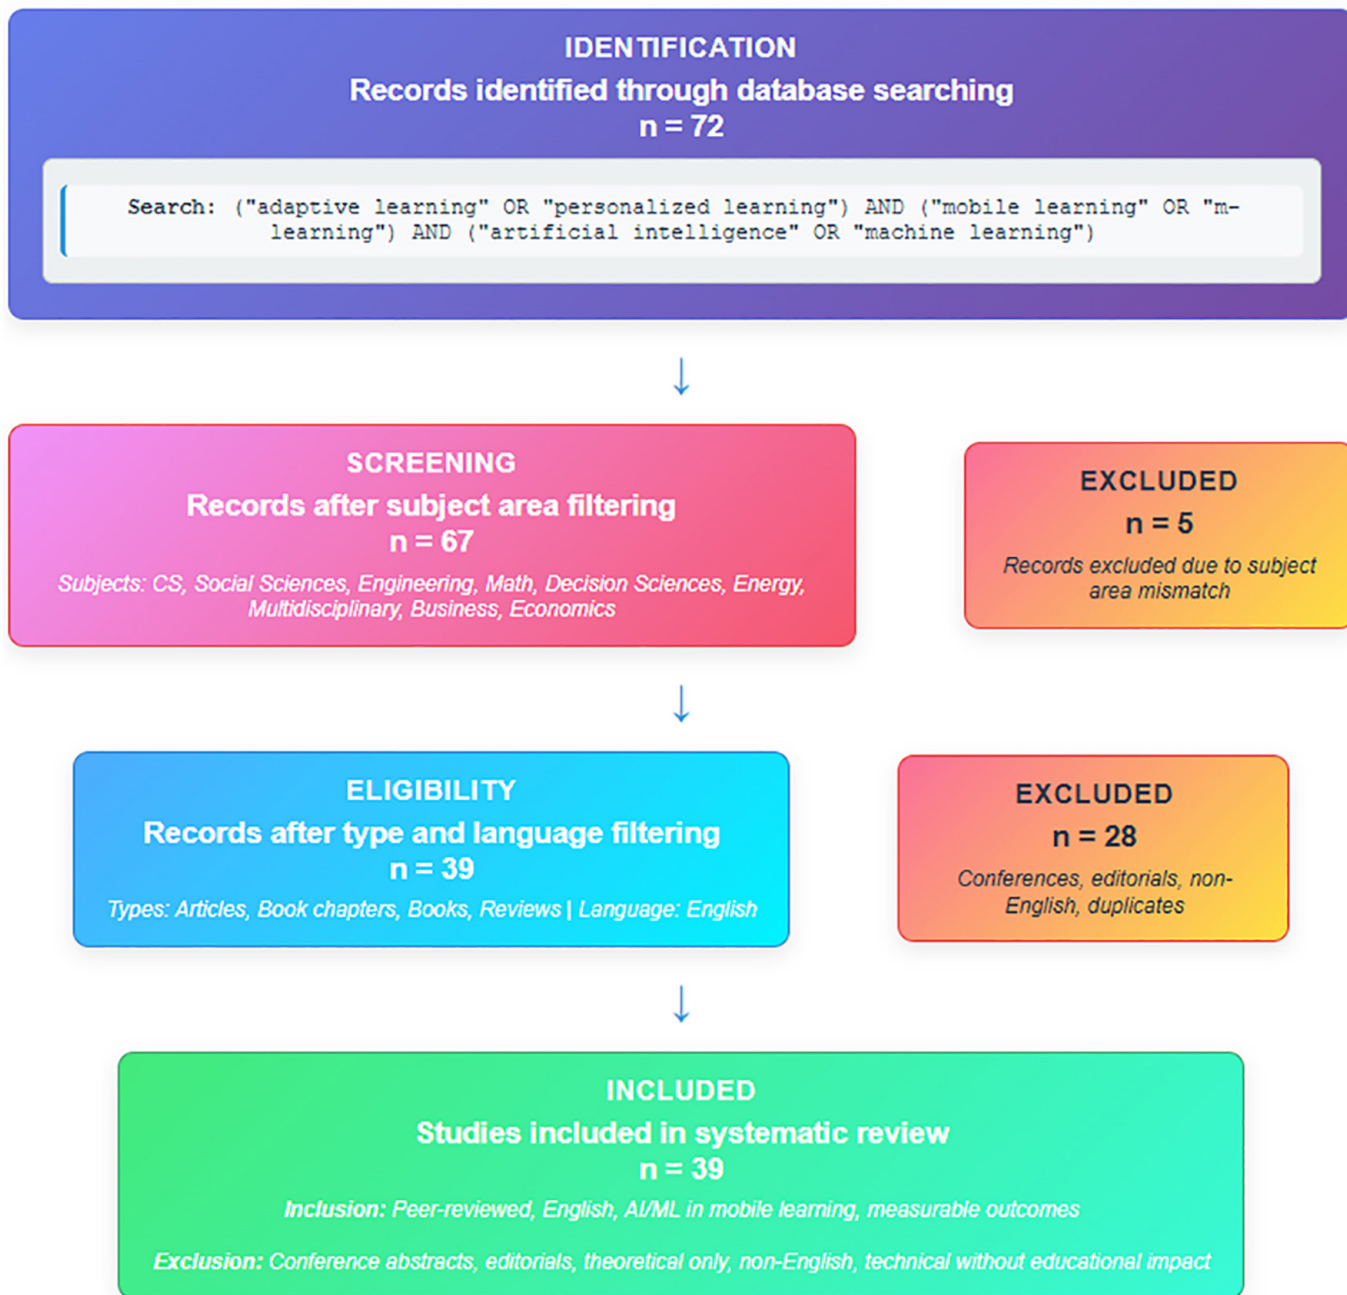 IDENTIFICATION
Records identified through database searching
n = 72
Search: ("adaptive learning" OR "personalized learning") AND ("mobile learning" OR "m-
learning") AND ("artificial intelligence" OR "machine learning")
SCREENING
Records after subject area filtering
n = 67
Subjects: CS, Social Sciences, Engineering, Math, Decision Sciences, Energy,
Multidisciplinary, Business, Economics
EXCLUDED
n = 5
Records excluded due to subject
area mismatch
ELIGIBILITY
Records after type and language filtering
n = 39
Types: Articles, Book chapters, Books, Reviews | Language: English
EXCLUDED
n = 28
Conferences, editorials, non-
English, duplicates
INCLUDED
Studies included in systematic review
n = 39
Inclusion: Peer-reviewed, English, AI/ML in mobile learning, measurable outcomes
Exclusion: Conference abstracts, editorials, theoretical only, non-English, technical without educational impact